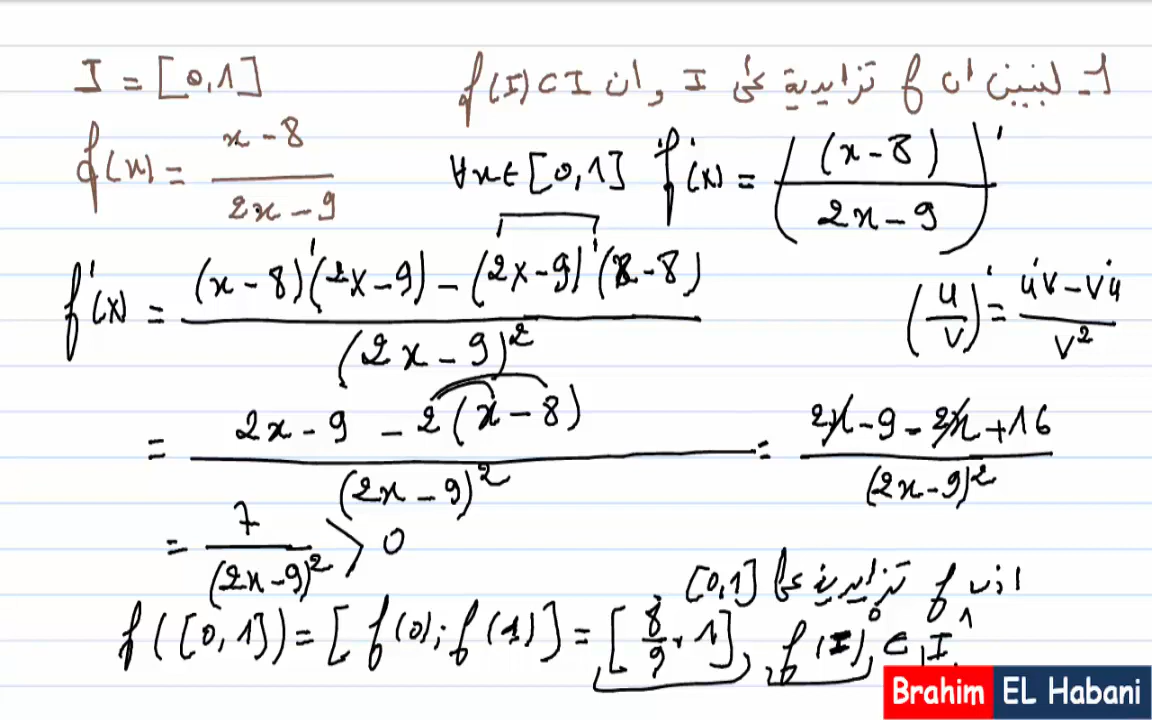 I = [0,1]    1- لنبين ان f تزايدية على I , وان f(I)⊂I
f(x) = (x-8)/(2x-9)    ∀x∈[0,1] f'(x) = ((x-8)/(2x-9))'
f'(x) = ((x-8)'(2x-9) - (2x-9)'(x-8))/(2x-9)²    (u/v)' = (u'v-v'u)/v²
= (2x-9 -2(x-8))/(2x-9)² = (2x-9-2x+16)/(2x-9)²
= 7/(2x-9)² > 0
اذن f تزايدية على [0,1]
f([0,1]) = [f(0); f(1)] = [8/9, 1], f(I) ⊂ I.
Brahim EL Habani